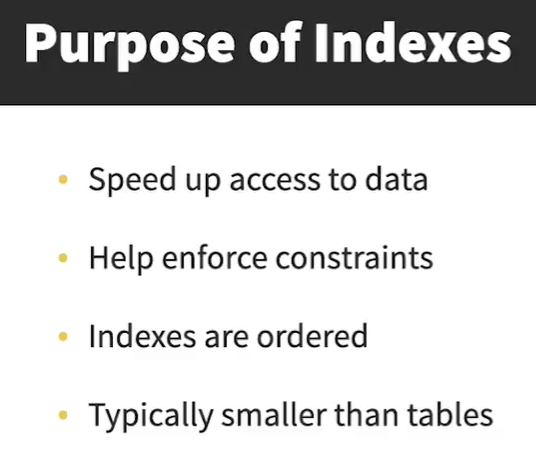 Purpose of Indexes
• Speed up access to data
• Help enforce constraints
• Indexes are ordered
• Typically smaller than tables